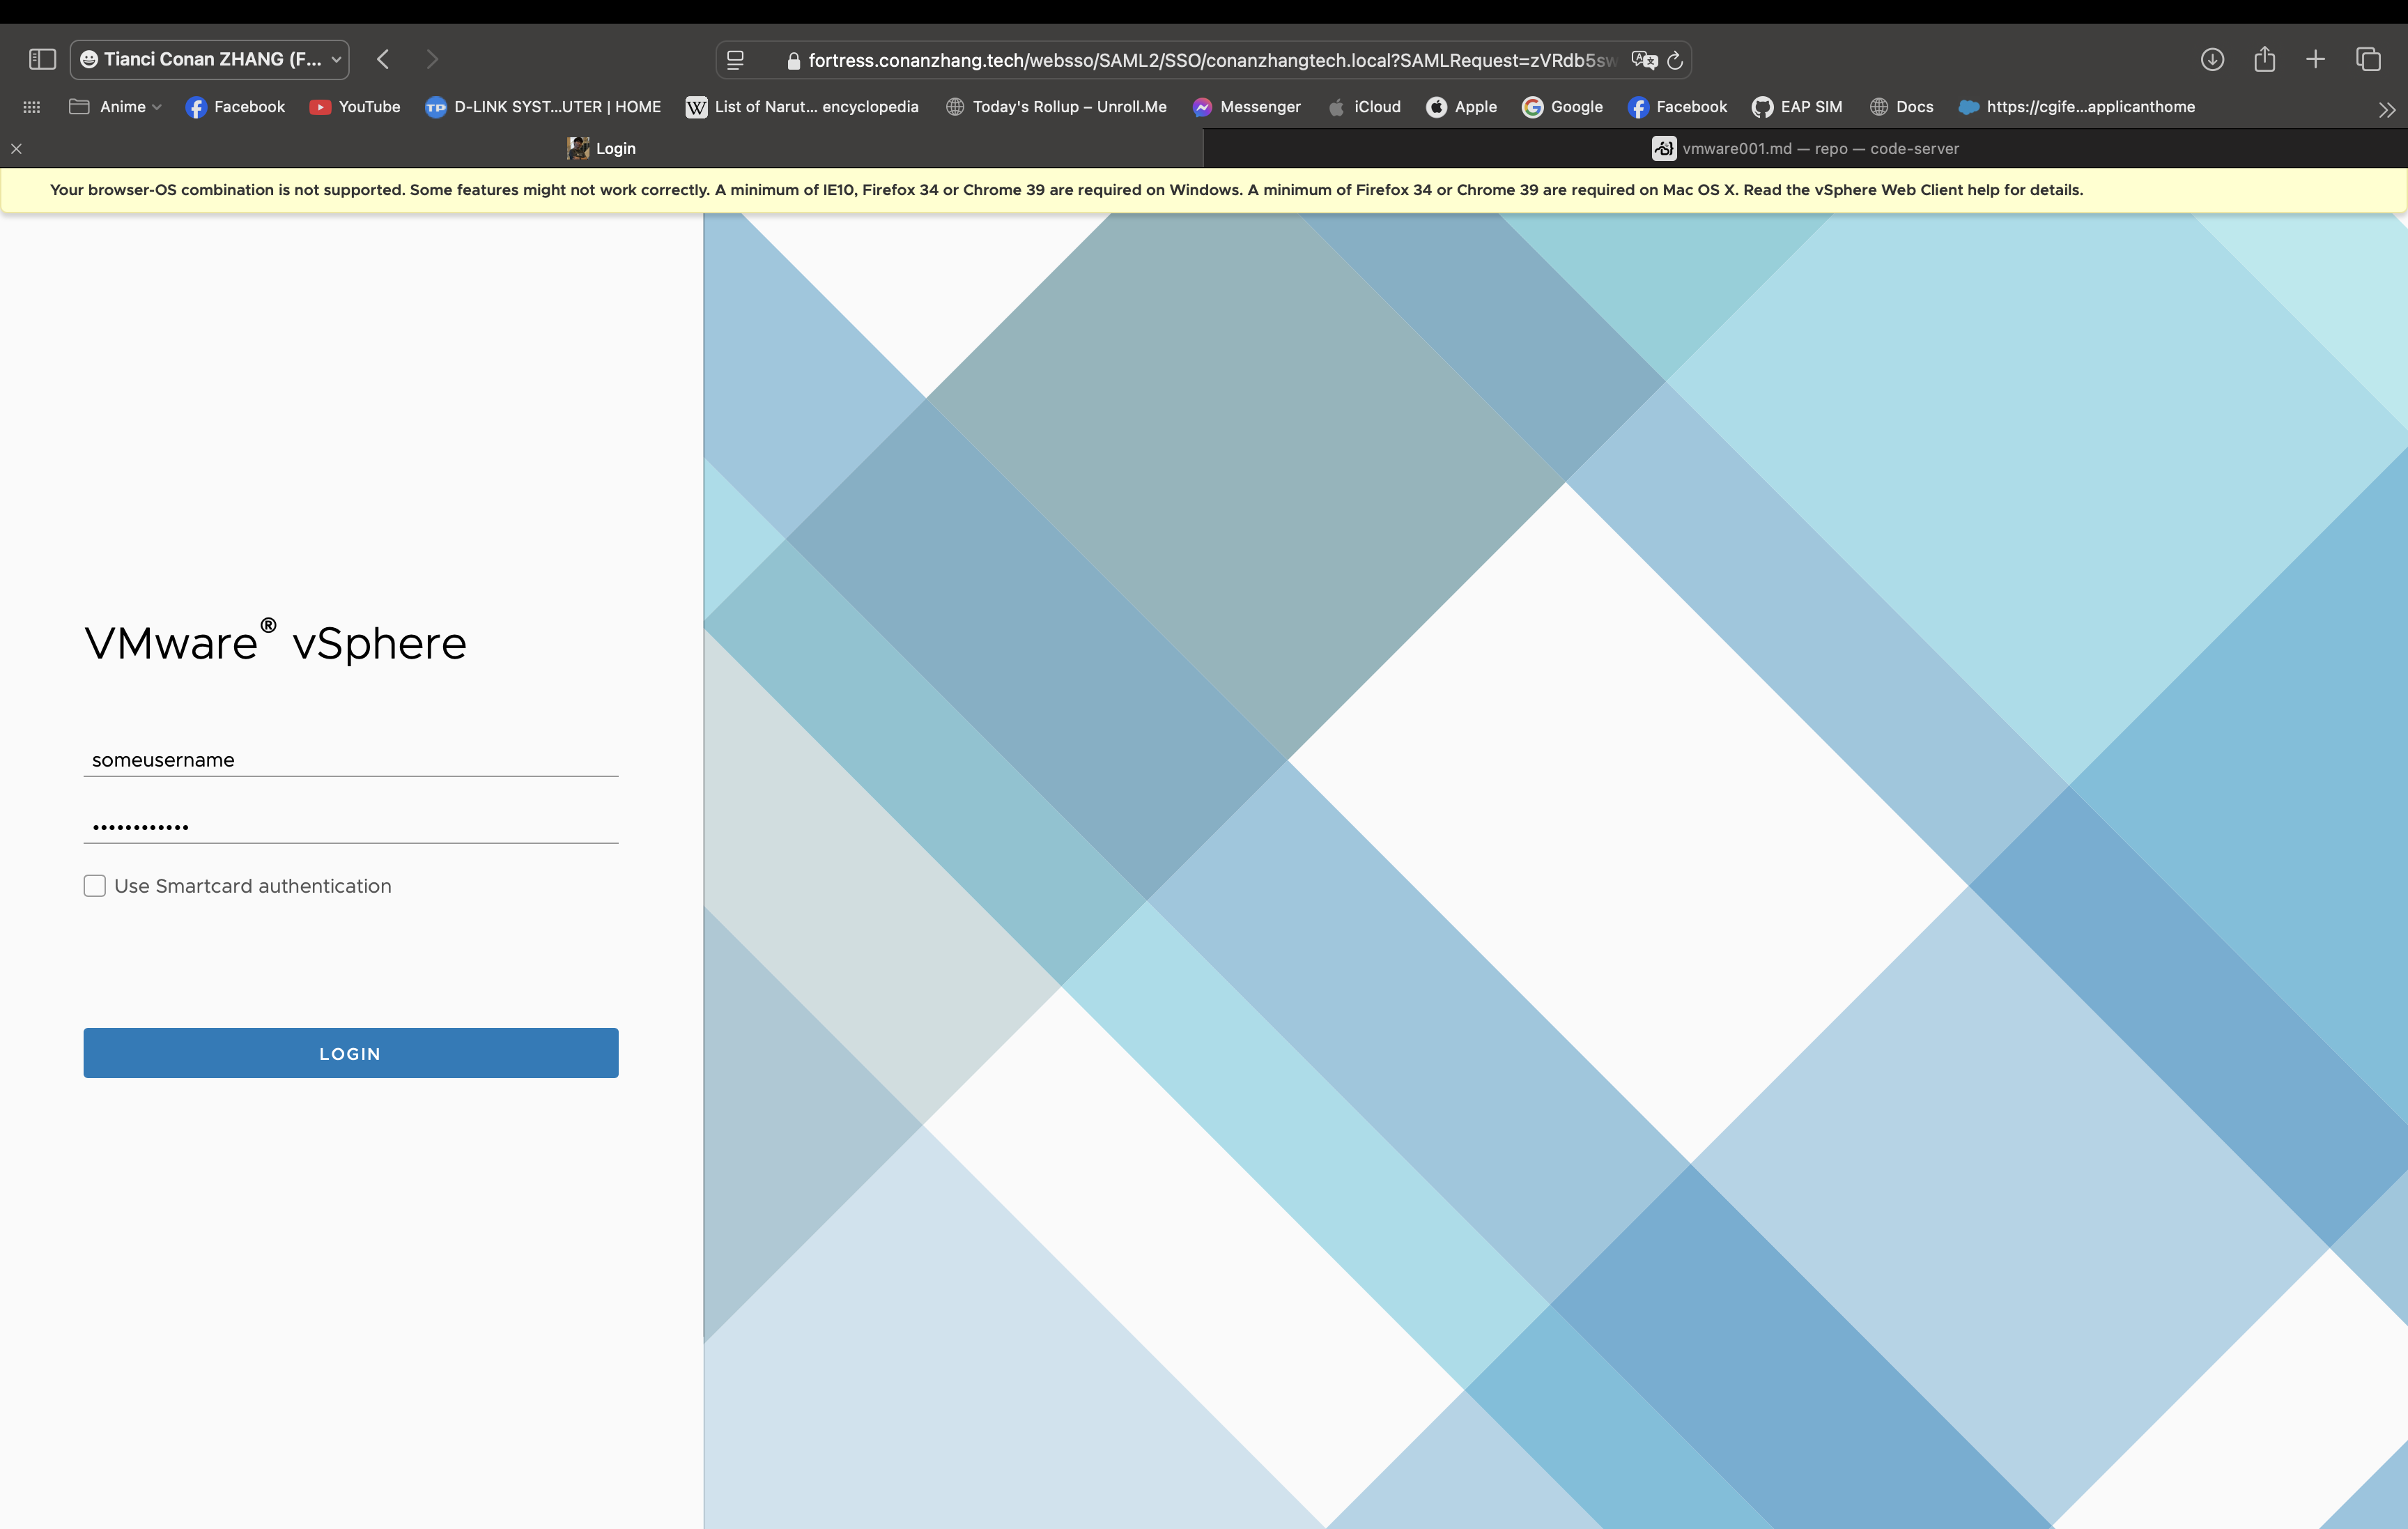 Tianci Conan ZHANG (F...
fortress.conanzhang.tech/websso/SAML2/SSO/conanzhangtech.local?SAMLRequest=zVRdb5sw
Anime
Facebook
YouTube
TP
D-LINK SYST...UTER | HOME
W
List of Narut... encyclopedia
Today's Rollup – Unroll.Me
Messenger
iCloud
Apple
Google
Facebook
EAP SIM
Docs
https://cgife...applicanthome
Login
vmware001.md — repo — code-server
Your browser-OS combination is not supported. Some features might not work correctly. A minimum of IE10, Firefox 34 or Chrome 39 are required on Windows. A minimum of Firefox 34 or Chrome 39 are required on Mac OS X. Read the vSphere Web Client help for details.
VMware® vSphere
someusername
••••••••••••
Use Smartcard authentication
LOGIN